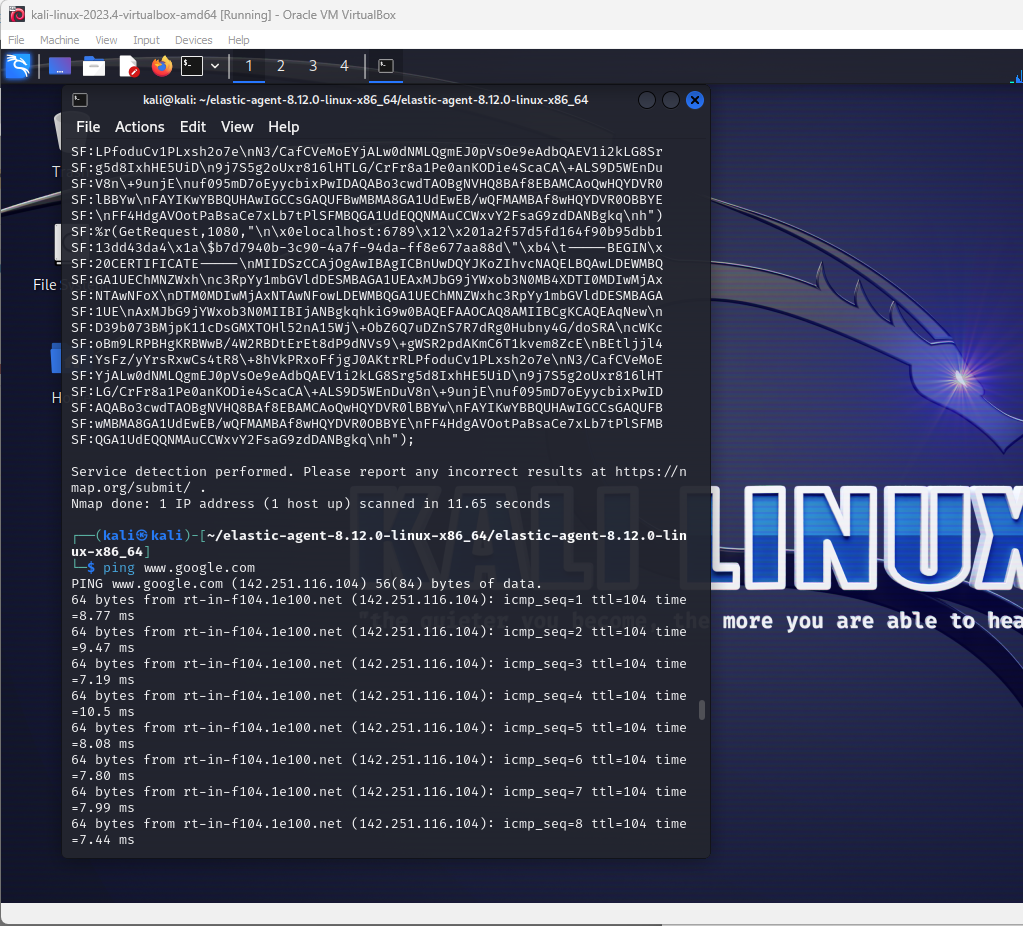 kali-linux-2023.4-virtualbox-amd64 [Running] - Oracle VM VirtualBox
File Machine View Input Devices Help
1 2 3 4
kali@kali: ~/elastic-agent-8.12.0-linux-x86_64/elastic-agent-8.12.0-linux-x86_64
File Actions Edit View Help
SF:LPfoduCv1PLxsh2o7e\nN3/CafCVeMoEYjALw0dNMLQgmEJ0pVsOe9eAdbQAEV1i2kLG8Sr
SF:g5d8IxhHE5UiD\n9j7S5g2oUxr816lHTLG/CrFr8a1Pe0anKODie4ScaCA\+ALS9D5WEnDu
SF:V8n\+9unjE\nuf095mD7oEyycbixPwIDAQABo3cwdTAOBgNVHQ8BAf8EBAMCAoQwHQYDVR0
SF:lBBYw\nFAYIKwYBBQUHAwIGCCsGAQUFBwMBMA8GA1UdEwEB/wQFMAMBAf8wHQYDVR0OBBYE
SF:\nFF4HdgAVOotPaBsaCe7xLb7tPlSFMBQGA1UdEQQNMAuCCWxvY2FsaG9zdDANBgkq\nh")
SF:%r(GetRequest,1080,"\n\x0elocalhost:6789\x12\x201a2f57d5fd164f90b95dbb1
SF:13dd43da4\x1a\$b7d7940b-3c90-4a7f-94da-ff8e677aa88d\"\xb4\t-----BEGIN\x
SF:20CERTIFICATE-----\nMIIDSzCCAjOgAwIBAgICBnUwDQYJKoZIhvcNAQELBQAwLDEWMBQ
SF:GA1UEChMNZWxh\nc3RpYy1mbGVldDESMBAGA1UEAxMJbG9jYWxob3N0MB4XDTI0MDIwMjAx
SF:NTAwNFoX\nDTM0MDIwMjAxNTAwNFowLDEWMBQGA1UEChMNZWxhc3RpYy1mbGVldDESMBAGA
SF:1UE\nAxMJbG9jYWxob3N0MIIBIjANBgkqhkiG9w0BAQEFAAOCAQ8AMIIBCgKCAQEAqNew\n
SF:D39b073BMjpK11cDsGMXTOHl52nA15Wj\+ObZ6Q7uDZnS7R7dRg0Hubny4G/doSRA\ncWKc
SF:oBm9LRPBHgKRBWwB/4W2RBDtErEt8dP9dNVs9\+gWSR2pdAKmC6T1kvem8ZcE\nBEtljjl4
SF:YsFz/yYrsRxwCs4tR8\+8hVkPRxoFfjgJ0AKtrRLPfoduCv1PLxsh2o7e\nN3/CafCVeMoE
SF:YjALw0dNMLQgmEJ0pVsOe9eAdbQAEV1i2kLG8Srg5d8IxhHE5UiD\n9j7S5g2oUxr816lHT
SF:LG/CrFr8a1Pe0anKODie4ScaCA\+ALS9D5WEnDuV8n\+9unjE\nuf095mD7oEyycbixPwID
SF:AQABo3cwdTAOBgNVHQ8BAf8EBAMCAoQwHQYDVR0lBBYw\nFAYIKwYBBQUHAwIGCCsGAQUFB
SF:wMBMA8GA1UdEwEB/wQFMAMBAf8wHQYDVR0OBBYE\nFF4HdgAVOotPaBsaCe7xLb7tPlSFMB
SF:QGA1UdEQQNMAuCCWxvY2FsaG9zdDANBgkq\nh");
Service detection performed. Please report any incorrect results at https://n
map.org/submit/ .
Nmap done: 1 IP address (1 host up) scanned in 11.65 seconds
┌──(kali㉿kali)-[~/elastic-agent-8.12.0-linux-x86_64/elastic-agent-8.12.0-lin
ux-x86_64]
└─$ ping www.google.com
PING www.google.com (142.251.116.104) 56(84) bytes of data.
64 bytes from rt-in-f104.1e100.net (142.251.116.104): icmp_seq=1 ttl=104 time
=8.77 ms
64 bytes from rt-in-f104.1e100.net (142.251.116.104): icmp_seq=2 ttl=104 time
=9.47 ms
64 bytes from rt-in-f104.1e100.net (142.251.116.104): icmp_seq=3 ttl=104 time
=7.19 ms
64 bytes from rt-in-f104.1e100.net (142.251.116.104): icmp_seq=4 ttl=104 time
=10.5 ms
64 bytes from rt-in-f104.1e100.net (142.251.116.104): icmp_seq=5 ttl=104 time
=8.08 ms
64 bytes from rt-in-f104.1e100.net (142.251.116.104): icmp_seq=6 ttl=104 time
=7.80 ms
64 bytes from rt-in-f104.1e100.net (142.251.116.104): icmp_seq=7 ttl=104 time
=7.99 ms
64 bytes from rt-in-f104.1e100.net (142.251.116.104): icmp_seq=8 ttl=104 time
=7.44 ms
File
KALI LINUX
"the quieter you become, the more you are able to hea